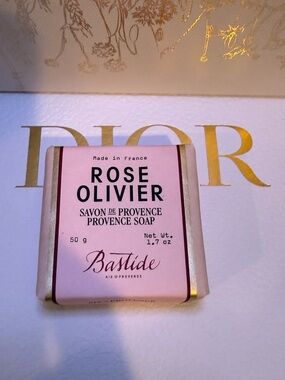 DIOR
Made in France
ROSE
OLIVIER
SAVON DE PROVENCE
PROVENCE SOAP
50 g
Net Wt.
1.7 oz
Bastide
AIX EN PROVENCE